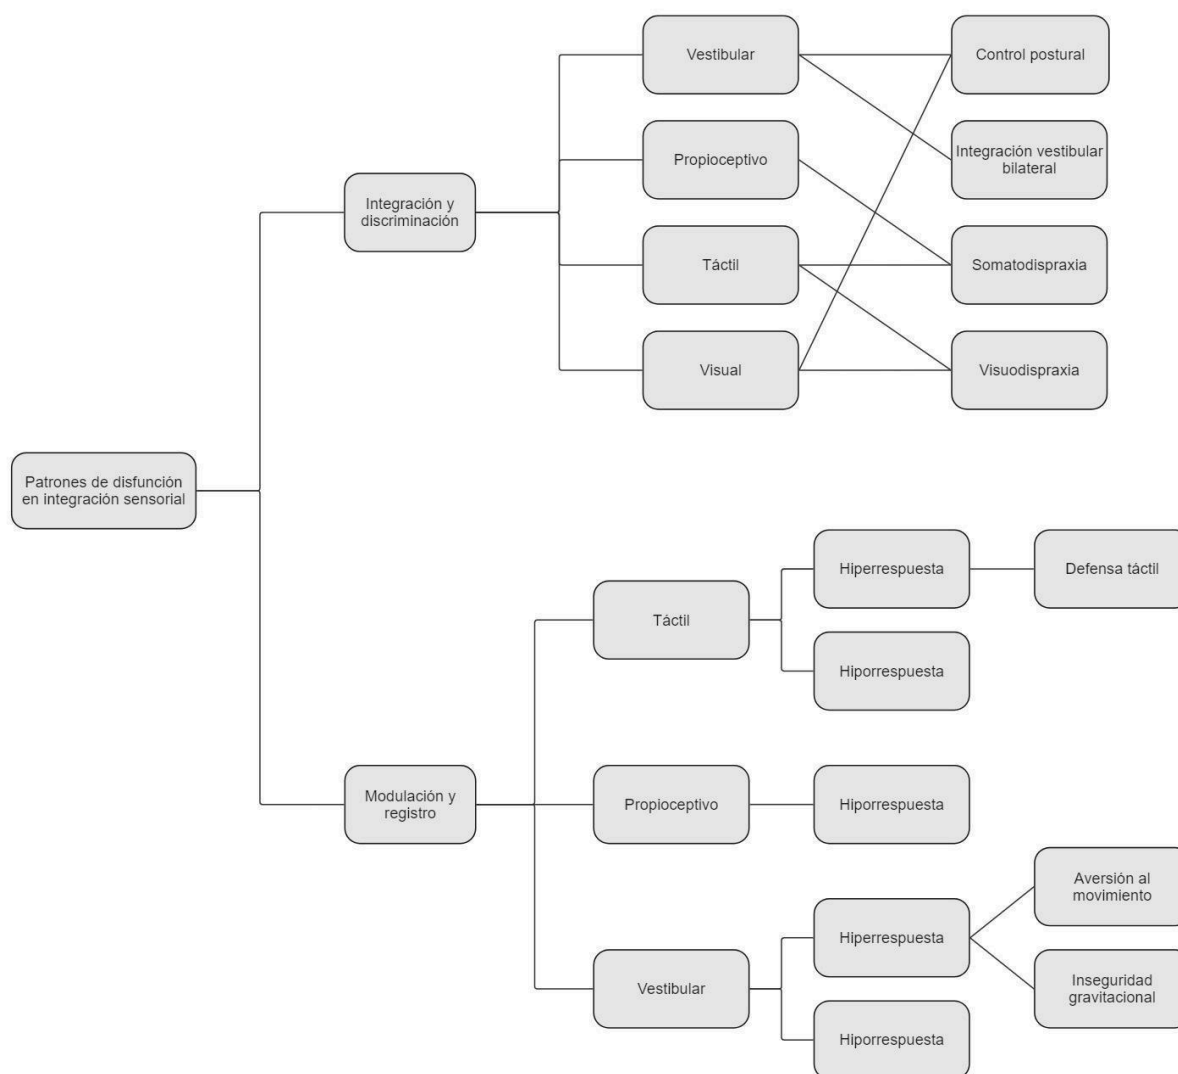 Vestibular
Control postural
Propioceptivo
Integración vestibular
bilateral
Integración y
discriminación
Táctil
Somatodispraxia
Visual
Visuodispraxia
Patrones de disfunción
en integración sensorial
Hiperrespuesta
Defensa táctil
Táctil
Hiporrespuesta
Modulación y
registro
Propioceptivo
Hiporrespuesta
Aversión al
movimiento
Hiperrespuesta
Vestibular
Inseguridad
gravitacional
Hiporrespuesta